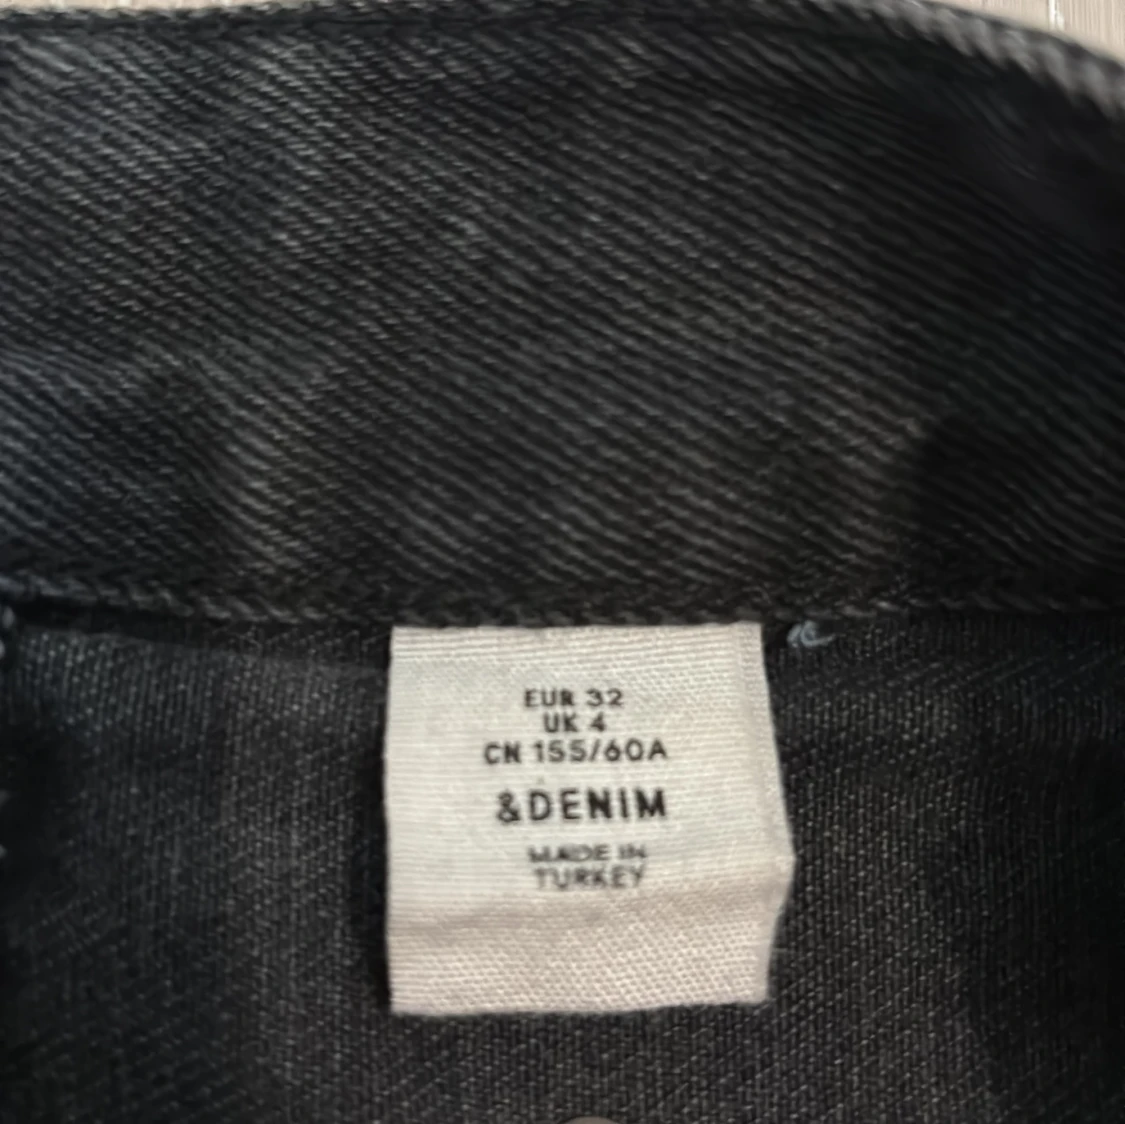 EUR 32
UK 4
CN 155/60A
&DENIM
MADE IN
TURKEY